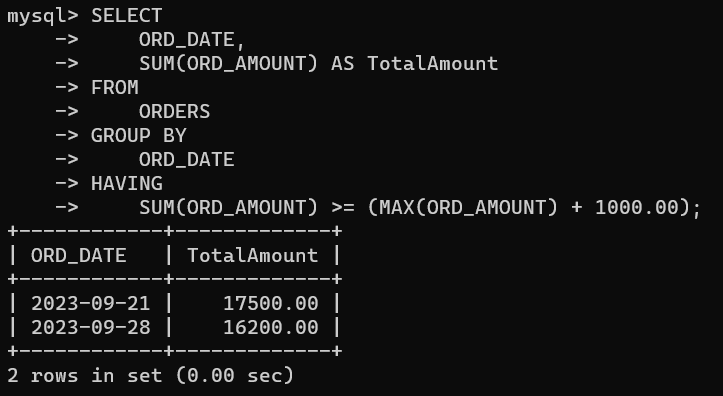 mysql> SELECT
    ->     ORD_DATE,
    ->     SUM(ORD_AMOUNT) AS TotalAmount
    -> FROM
    ->     ORDERS
    -> GROUP BY
    ->     ORD_DATE
    -> HAVING
    ->     SUM(ORD_AMOUNT) >= (MAX(ORD_AMOUNT) + 1000.00);
+------------+-------------+
| ORD_DATE   | TotalAmount |
+------------+-------------+
| 2023-09-21 |    17500.00 |
| 2023-09-28 |    16200.00 |
+------------+-------------+
2 rows in set (0.00 sec)